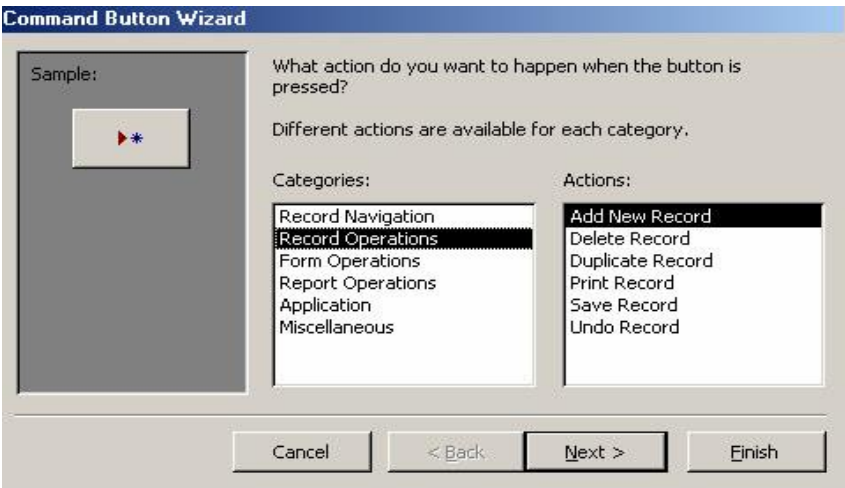 Command Button Wizard
Sample:
What action do you want to happen when the button is
pressed?
Different actions are available for each category.
Categories:
Record Navigation
Record Operations
Form Operations
Report Operations
Application
Miscellaneous
Actions:
Add New Record
Delete Record
Duplicate Record
Print Record
Save Record
Undo Record
Cancel
< Back
Next >
Finish